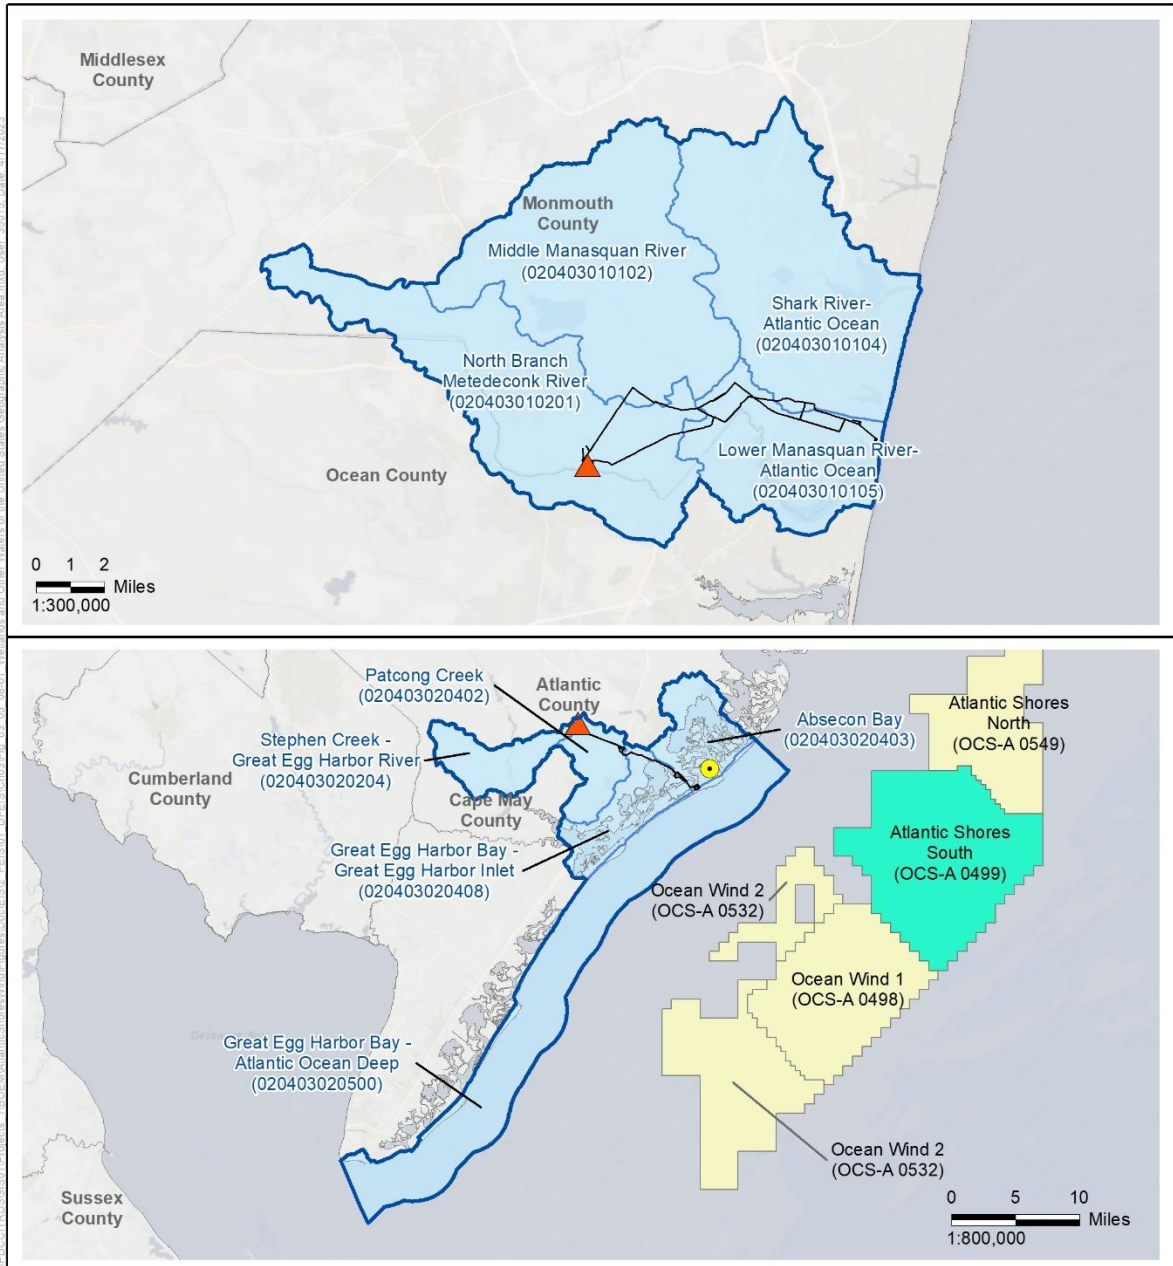 Middlesex
County
Monmouth
County
Middle Manasquan River
(020403010102)
Shark River-
Atlantic Ocean
(020403010104)
North Branch
Metedeconk River
(020403010201)
Lower Manasquan River-
Atlantic Ocean
(020403010105)
Ocean County
0 1 2
Miles
1:300,000
Patcong Creek
(020403020402)
Atlantic
County
Absecon Bay
(020403020403)
Atlantic Shores
North
(OCS-A 0549)
Stephen Creek -
Great Egg Harbor River
(020403020204)
Cumberland
County
Cape May
County
Great Egg Harbor Bay -
Great Egg Harbor Inlet
(020403020408)
Atlantic Shores
South
(OCS-A 0499)
Ocean Wind 2
(OCS-A 0532)
Ocean Wind 1
(OCS-A 0498)
Great Egg Harbor Bay -
Atlantic Ocean Deep
(020403020500)
Ocean Wind 2
(OCS-A 0532)
Sussex
County
0 5 10
Miles
1:800,000